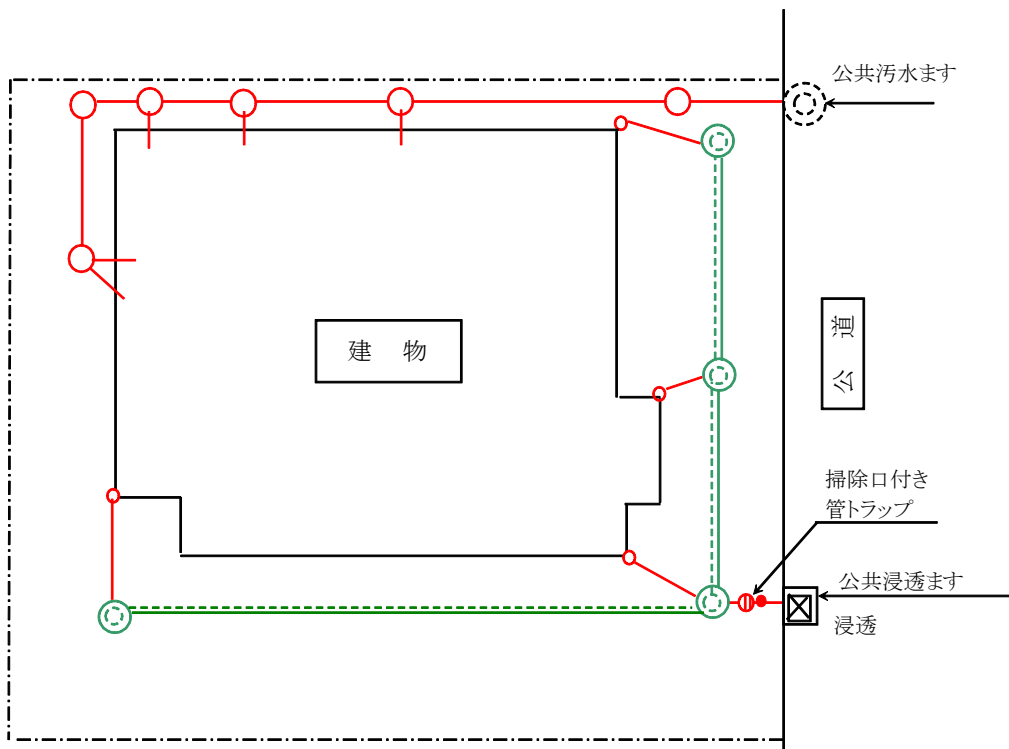 公共汚水ます
建 物
公道
掃除口付き
管トラップ
公共浸透ます
浸透